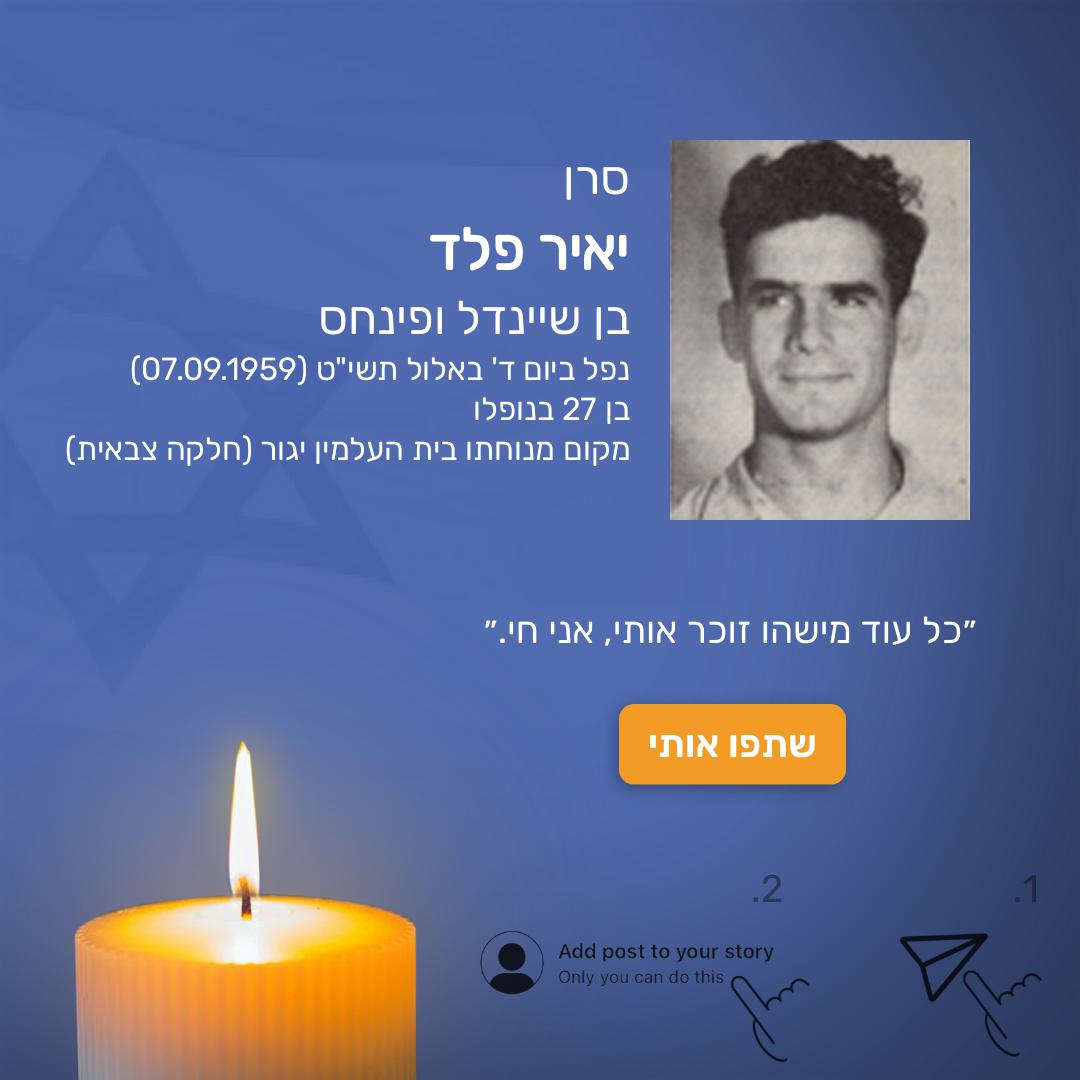 סרן
יאיר פלד
בן שיינדל ופינחס
נפל ביום ד' באלול תשי"ט (07.09.1959)
בן 27 בנופלו
מקום מנוחתו בית העלמין יגור (חלקה צבאית)
״כל עוד מישהו זוכר אותי, אני חי.״
שתפו אותי
1.
2.
Add post to your story
Only you can do this